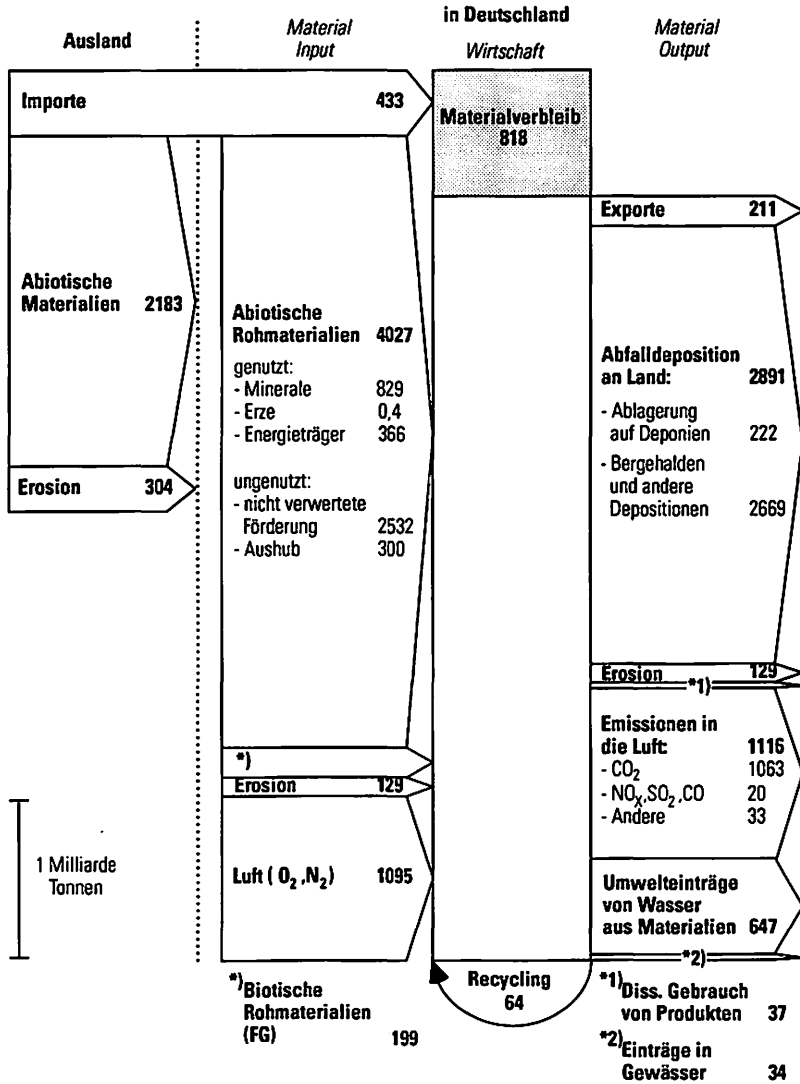 in Deutschland
Ausland
Material
Input
Wirtschaft
Material
Output
Importe 433
Abiotische
Materialien 2183
Erosion 304
1 Milliarde
Tonnen
Abiotische
Rohmaterialien 4027
genutzt:
- Minerale 829
- Erze 0,4
- Energieträger 366
ungenutzt:
- nicht verwertete
Förderung 2532
- Aushub 300
*)
Erosion 129
Luft ( O₂ ,N₂) 1095
*)Biotische
Rohmaterialien
(FG) 199
Materialverbleib
818
Recycling
64
Exporte 211
Abfalldeposition
an Land: 2891
- Ablagerung
auf Deponien 222
- Bergehalden
und andere
Depositionen 2669
Erosion 129
*1)
Emissionen in
die Luft: 1116
- CO₂ 1063
- NOₓ,SO₂,CO 20
- Andere 33
Umwelteinträge
von Wasser
aus Materialien 647
*2)
*1)Diss. Gebrauch
von Produkten 37
*2)Einträge in
Gewässer 34